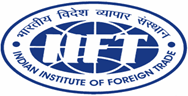 भारतीय विदेश व्यापार संस्थान
IIFT
INDIAN INSTITUTE OF FOREIGN TRADE